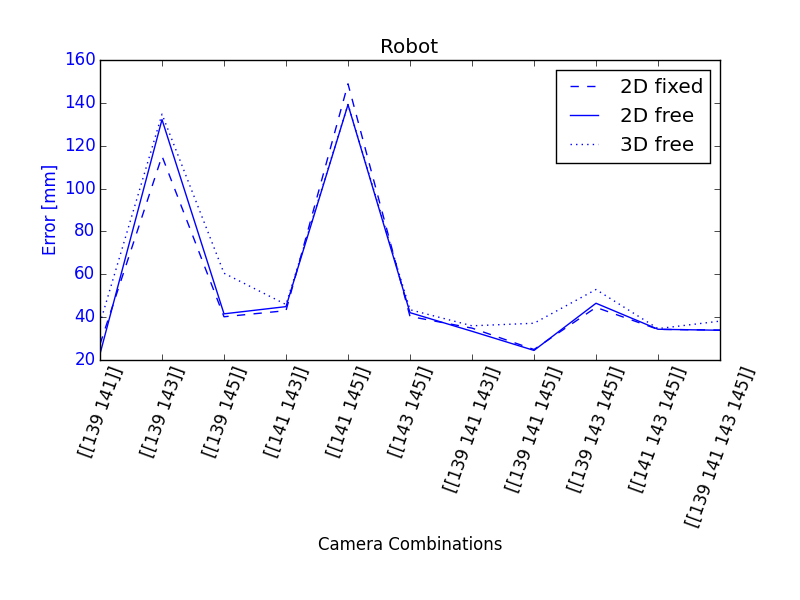 Robot
160
140
120
100
80
60
40
20
Error [mm]
2D fixed
2D free
3D free
[[139 141]]
[[139 143]]
[[139 145]]
[[141 143]]
[[141 145]]
[[143 145]]
[[139 141 143]]
[[139 141 145]]
[[139 143 145]]
[[141 143 145]]
[[139 141 143 145]]
Camera Combinations